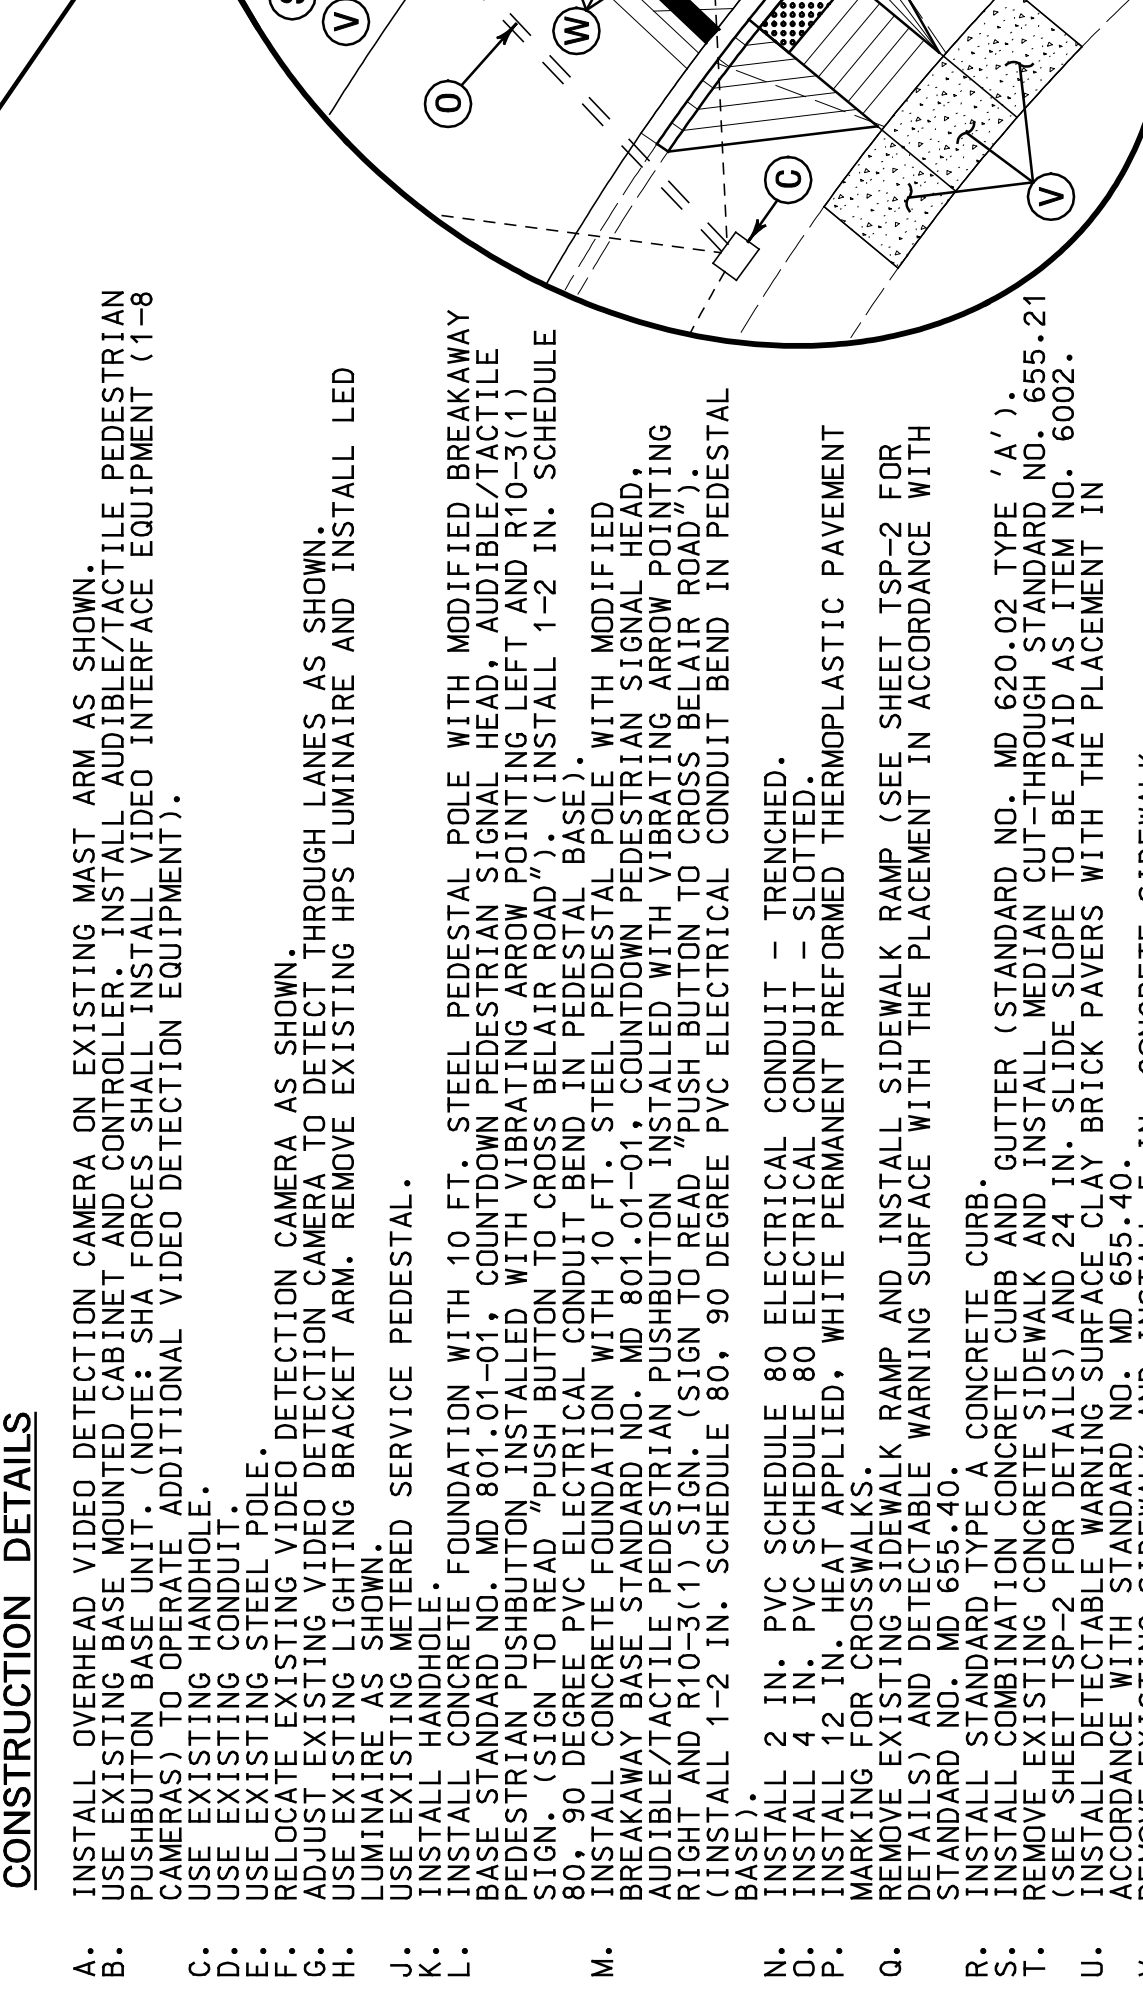 CONSTRUCTION DETAILS
A. INSTALL OVERHEAD VIDEO DETECTION CAMERA ON EXISTING MAST ARM AS SHOWN.
B. USE EXISTING BASE MOUNTED CABINET AND CONTROLLER. INSTALL AUDIBLE/TACTILE PEDESTRIAN
PUSHBUTTON BASE UNIT. (NOTE: SHA FORCES SHALL INSTALL VIDEO INTERFACE EQUIPMENT (1-8
CAMERAS) TO OPERATE ADDITIONAL VIDEO DETECTION EQUIPMENT).
C. USE EXISTING HANDHOLE.
D. USE EXISTING CONDUIT.
E. USE EXISTING STEEL POLE.
F. RELOCATE EXISTING VIDEO DETECTION CAMERA AS SHOWN.
G. ADJUST EXISTING VIDEO DETECTION CAMERA TO DETECT THROUGH LANES AS SHOWN.
H. USE EXISTING LIGHTING BRACKET ARM. REMOVE EXISTING HPS LUMINAIRE AND INSTALL LED
LUMINAIRE AS SHOWN.
J. USE EXISTING METERED SERVICE PEDESTAL.
K. INSTALL HANDHOLE.
L. INSTALL CONCRETE FOUNDATION WITH 10 FT. STEEL PEDESTAL POLE WITH MODIFIED BREAKAWAY
BASE STANDARD NO. MD 801.01-01, COUNTDOWN PEDESTRIAN SIGNAL HEAD, AUDIBLE/TACTILE
PEDESTRIAN PUSHBUTTON INSTALLED WITH VIBRATING ARROW POINTING LEFT AND R10-3(1)
SIGN. (SIGN TO READ "PUSH BUTTON TO CROSS BELAIR ROAD"). (INSTALL 1-2 IN. SCHEDULE
80, 90 DEGREE PVC ELECTRICAL CONDUIT BEND IN PEDESTAL BASE).
M. INSTALL CONCRETE FOUNDATION WITH 10 FT. STEEL PEDESTAL POLE WITH MODIFIED
BREAKAWAY BASE STANDARD NO. MD 801.01-01, COUNTDOWN PEDESTRIAN SIGNAL HEAD,
AUDIBLE/TACTILE PEDESTRIAN PUSHBUTTON INSTALLED WITH VIBRATING ARROW POINTING
RIGHT AND R10-3(1) SIGN. (SIGN TO READ "PUSH BUTTON TO CROSS BELAIR ROAD").
(INSTALL 1-2 IN. SCHEDULE 80, 90 DEGREE PVC ELECTRICAL CONDUIT BEND IN PEDESTAL
BASE).
N. INSTALL 2 IN. PVC SCHEDULE 80 ELECTRICAL CONDUIT - TRENCHED.
O. INSTALL 4 IN. PVC SCHEDULE 80 ELECTRICAL CONDUIT - SLOTTED.
P. INSTALL 12 IN. HEAT APPLIED, WHITE PERMANENT PREFORMED THERMOPLASTIC PAVEMENT
MARKING FOR CROSSWALKS.
Q. REMOVE EXISTING SIDEWALK RAMP AND INSTALL SIDEWALK RAMP (SEE SHEET TSP-2 FOR
DETAILS) AND DETECTABLE WARNING SURFACE WITH THE PLACEMENT IN ACCORDANCE WITH
STANDARD NO. MD 655.40.
R. INSTALL STANDARD TYPE A CONCRETE CURB.
S. INSTALL COMBINATION CONCRETE CURB AND GUTTER (STANDARD NO. MD 620.02 TYPE 'A').
T. REMOVE EXISTING CONCRETE SIDEWALK AND INSTALL MEDIAN CUT-THROUGH STANDARD NO. 655.21
(SEE SHEET TSP-2 FOR DETAILS) AND 24 IN. SLIDE SLOPE TO BE PAID AS ITEM NO. 6002.
U. INSTALL DETECTABLE WARNING SURFACE CLAY BRICK PAVERS WITH THE PLACEMENT IN
ACCORDANCE WITH STANDARD NO. MD 655.40.
V
O
W
C
V